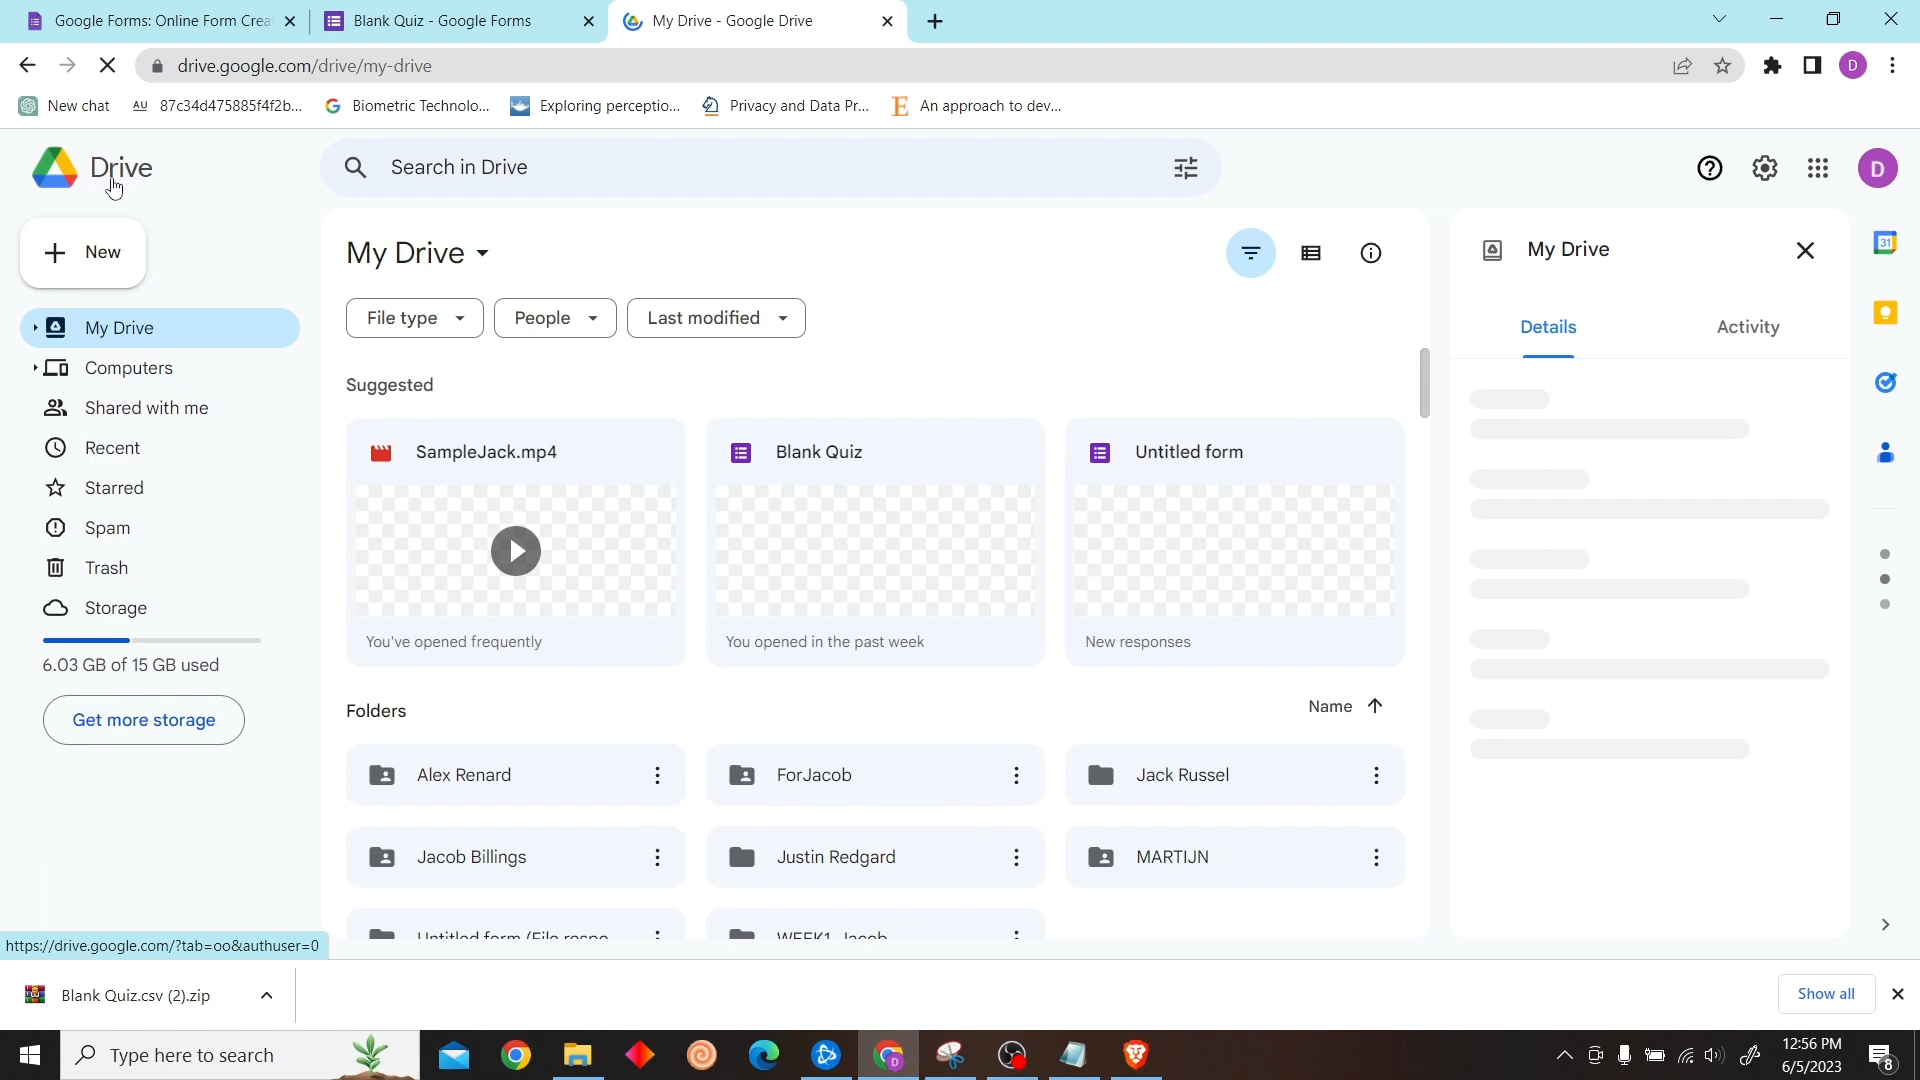 Google Forms: Online Form Crea
Blank Quiz - Google Forms
My Drive - Google Drive
drive.google.com/drive/my-drive
D
New chat
AU 87c34d475885f4f2b...
Biometric Technolo...
Exploring perceptio...
Privacy and Data Pr...
E An approach to dev...
Drive
Search in Drive
D
New
My Drive
My Drive
31
File type
People
Last modified
Details
Activity
My Drive
Computers
Shared with me
Recent
Starred
Spam
Trash
Storage
6.03 GB of 15 GB used
Get more storage
Suggested
SampleJack.mp4
Blank Quiz
Untitled form
You've opened frequently
You opened in the past week
New responses
Folders
Name
Alex Renard
ForJacob
Jack Russel
Jacob Billings
Justin Redgard
MARTIJN
Untitled form (File respo
WEEK1 Jacob
https://drive.google.com/?tab=oo&authuser=0
Blank Quiz.csv (2).zip
Show all
Type here to search
D
12:56 PM
6/5/2023
8